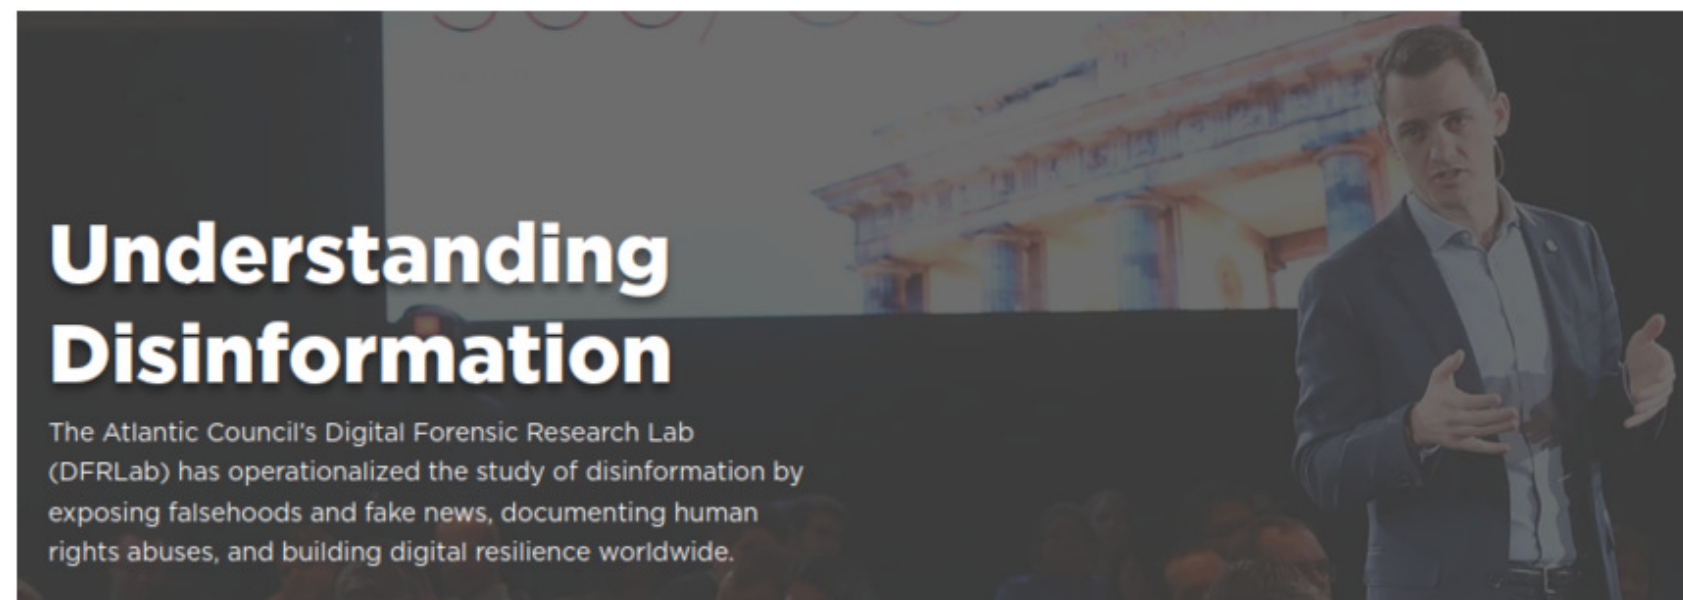 Understanding
Disinformation
The Atlantic Council's Digital Forensic Research Lab
(DFRLab) has operationalized the study of disinformation by
exposing falsehoods and fake news, documenting human
rights abuses, and building digital resilience worldwide.